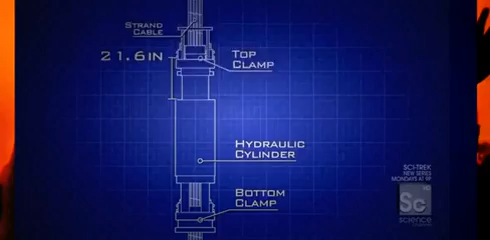 STRAND
CABLE
21.6IN
TOP
CLAMP
HYDRAULIC
CYLINDER
BOTTOM
CLAMP
SCI-TREK
NEW SERIES
MONDAYS AT 9P
HD
Sc
science